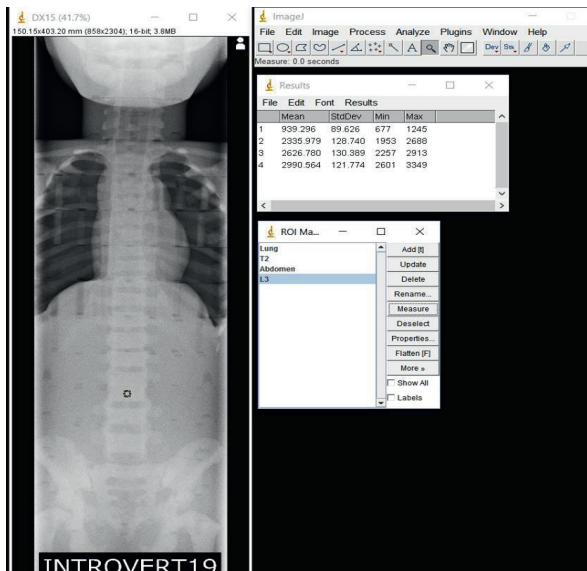 DX15 (41.7%)
150.15x403.20 mm (858x2304); 16-bit; 3.8MB
INTROVERT19
ImageJ
File Edit Image Process Analyze Plugins Window Help
A Dev Stk
Measure: 0.0 seconds
Results
File Edit Font Results
Mean StdDev Min Max
1 939.296 89.626 677 1245
2 2335.979 128.740 1953 2688
3 2626.780 130.389 2257 2913
4 2990.564 121.774 2601 3349
ROI Ma...
Lung
T2
Abdomen
L3
Add [t]
Update
Delete
Rename...
Measure
Deselect
Properties...
Flatten [F]
More »
Show All
Labels